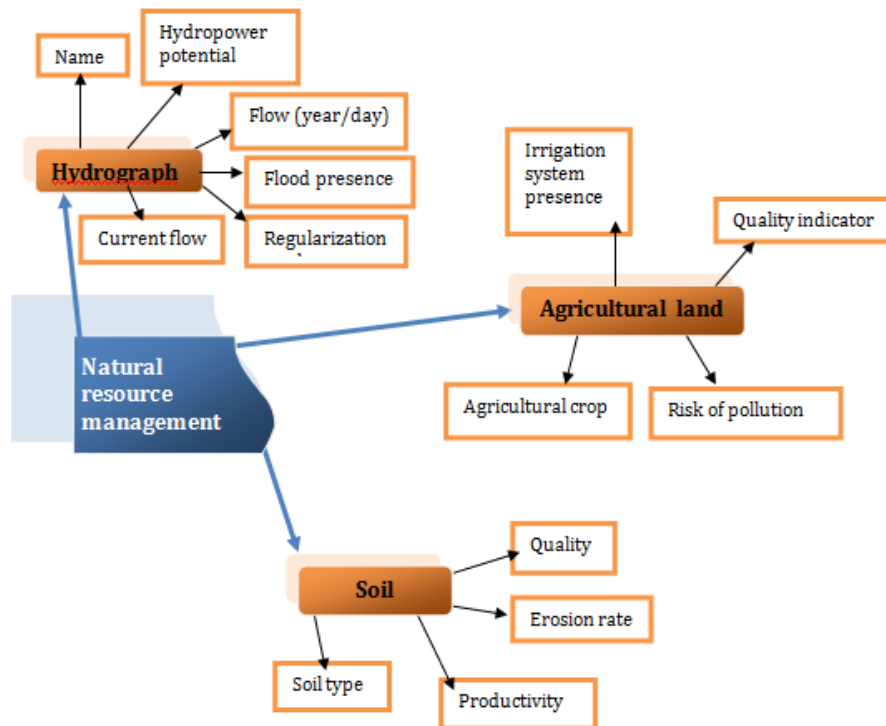 Name
Hydropower
potential
Flow (year/day)
Hydrograph
Flood presence
Current flow
Regularization
Irrigation
system
presence
Quality indicator
Agricultural land
Natural
resource
management
Agricultural crop
Risk of pollution
Quality
Soil
Erosion rate
Soil type
Productivity